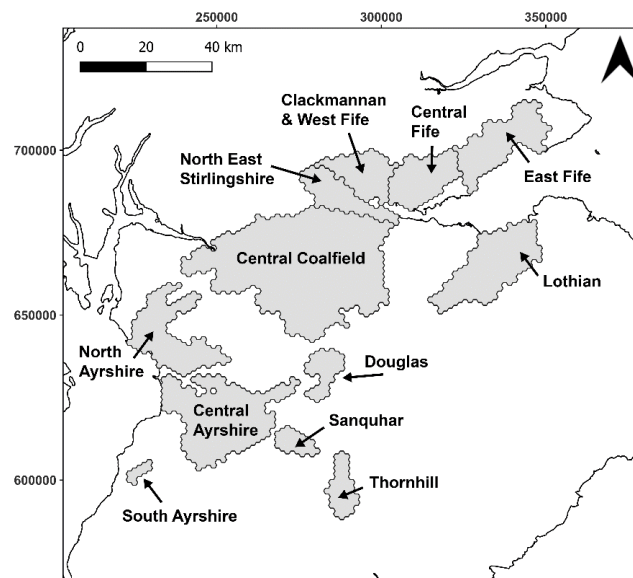 250000 300000 350000
0 20 40 km
Clackmannan
& West Fife
Central
Fife
700000
North East
Stirlingshire
East Fife
Central Coalfield
Lothian
650000
North
Ayrshire
Douglas
Central
Ayrshire
Sanquhar
600000
Thornhill
South Ayrshire